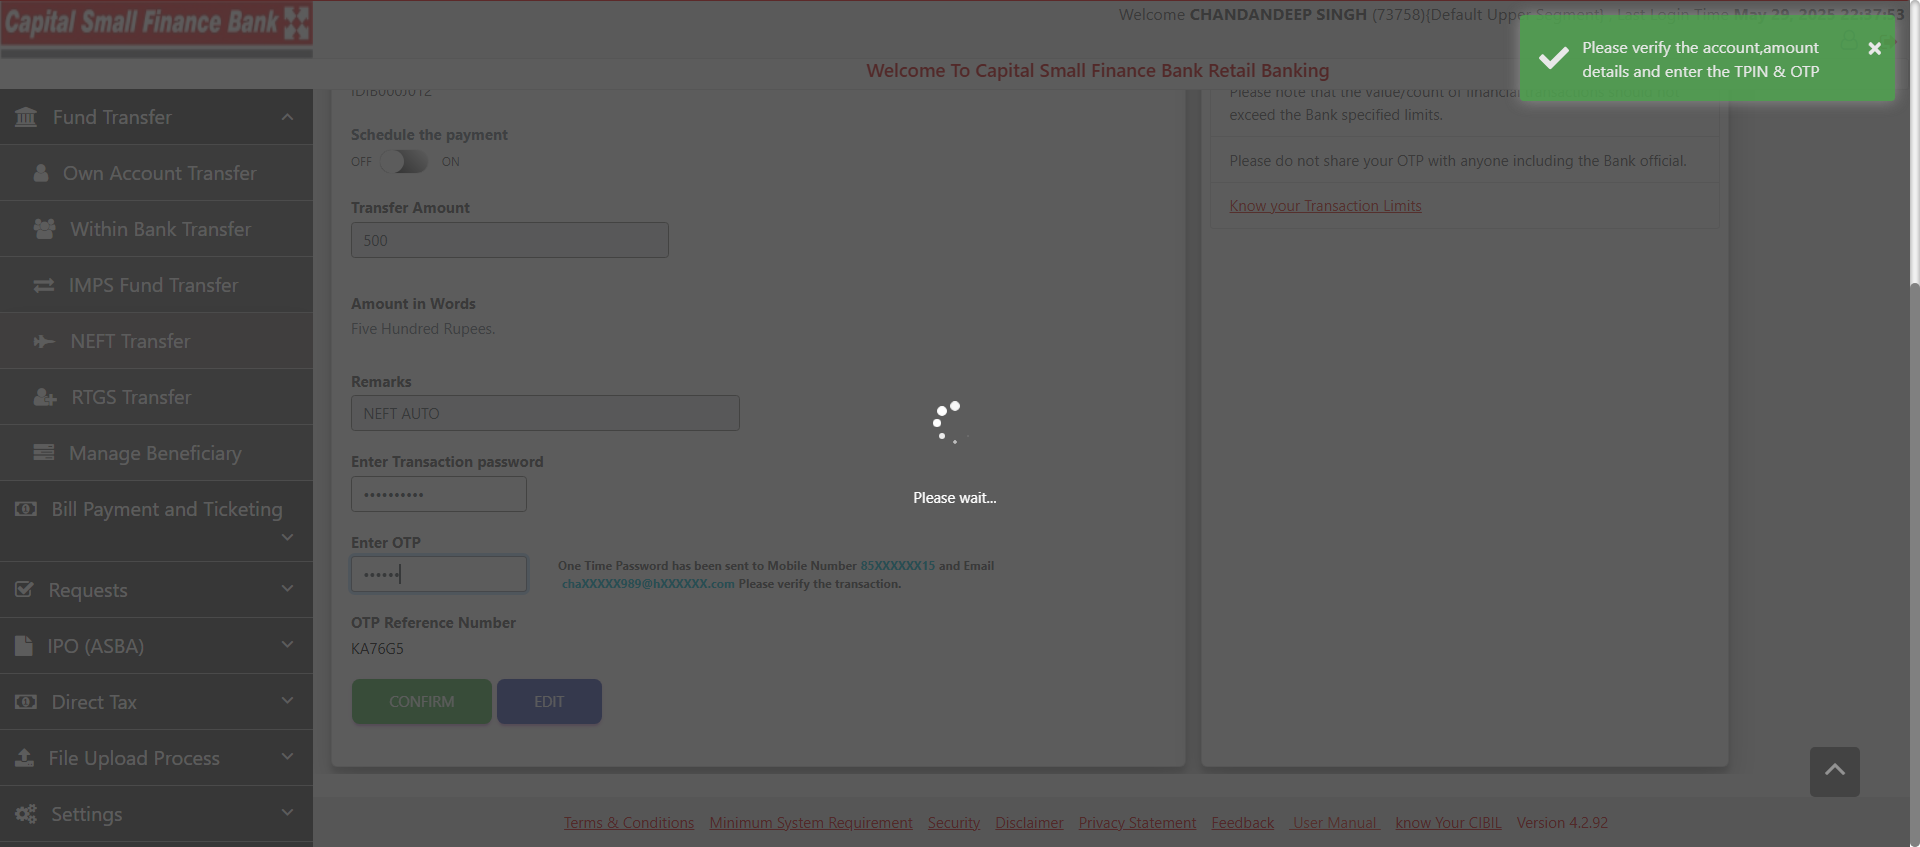 Capital Small Finance Bank
Welcome CHANDANDEEP SINGH (73758)(Default Upper Segment) Last Login Time May 29, 2025 22:37:53
Please verify the account,amount
details and enter the TPIN & OTP
Welcome To Capital Small Finance Bank Retail Banking
Fund Transfer
Own Account Transfer
Within Bank Transfer
IMPS Fund Transfer
NEFT Transfer
RTGS Transfer
Manage Beneficiary
Bill Payment and Ticketing
Requests
IPO (ASBA)
Direct Tax
File Upload Process
Settings
IDIB000J012
Schedule the payment
OFF ON
Transfer Amount
500
Amount in Words
Five Hundred Rupees.
Remarks
NEFT AUTO
Enter Transaction password
••••••••••
Enter OTP
••••••
One Time Password has been sent to Mobile Number 85XXXXXX15 and Email
chaXXXXX989@hXXXXXX.com Please verify the transaction.
OTP Reference Number
KA76G5
CONFIRM EDIT
Please note that the value/count of financial
exceed the Bank specified limits.
Please do not share your OTP with anyone including the Bank official.
Know your Transaction Limits
Please wait...
Terms & Conditions Minimum System Requirement Security Disclaimer Privacy Statement Feedback User Manual know Your CIBIL Version 4.2.92